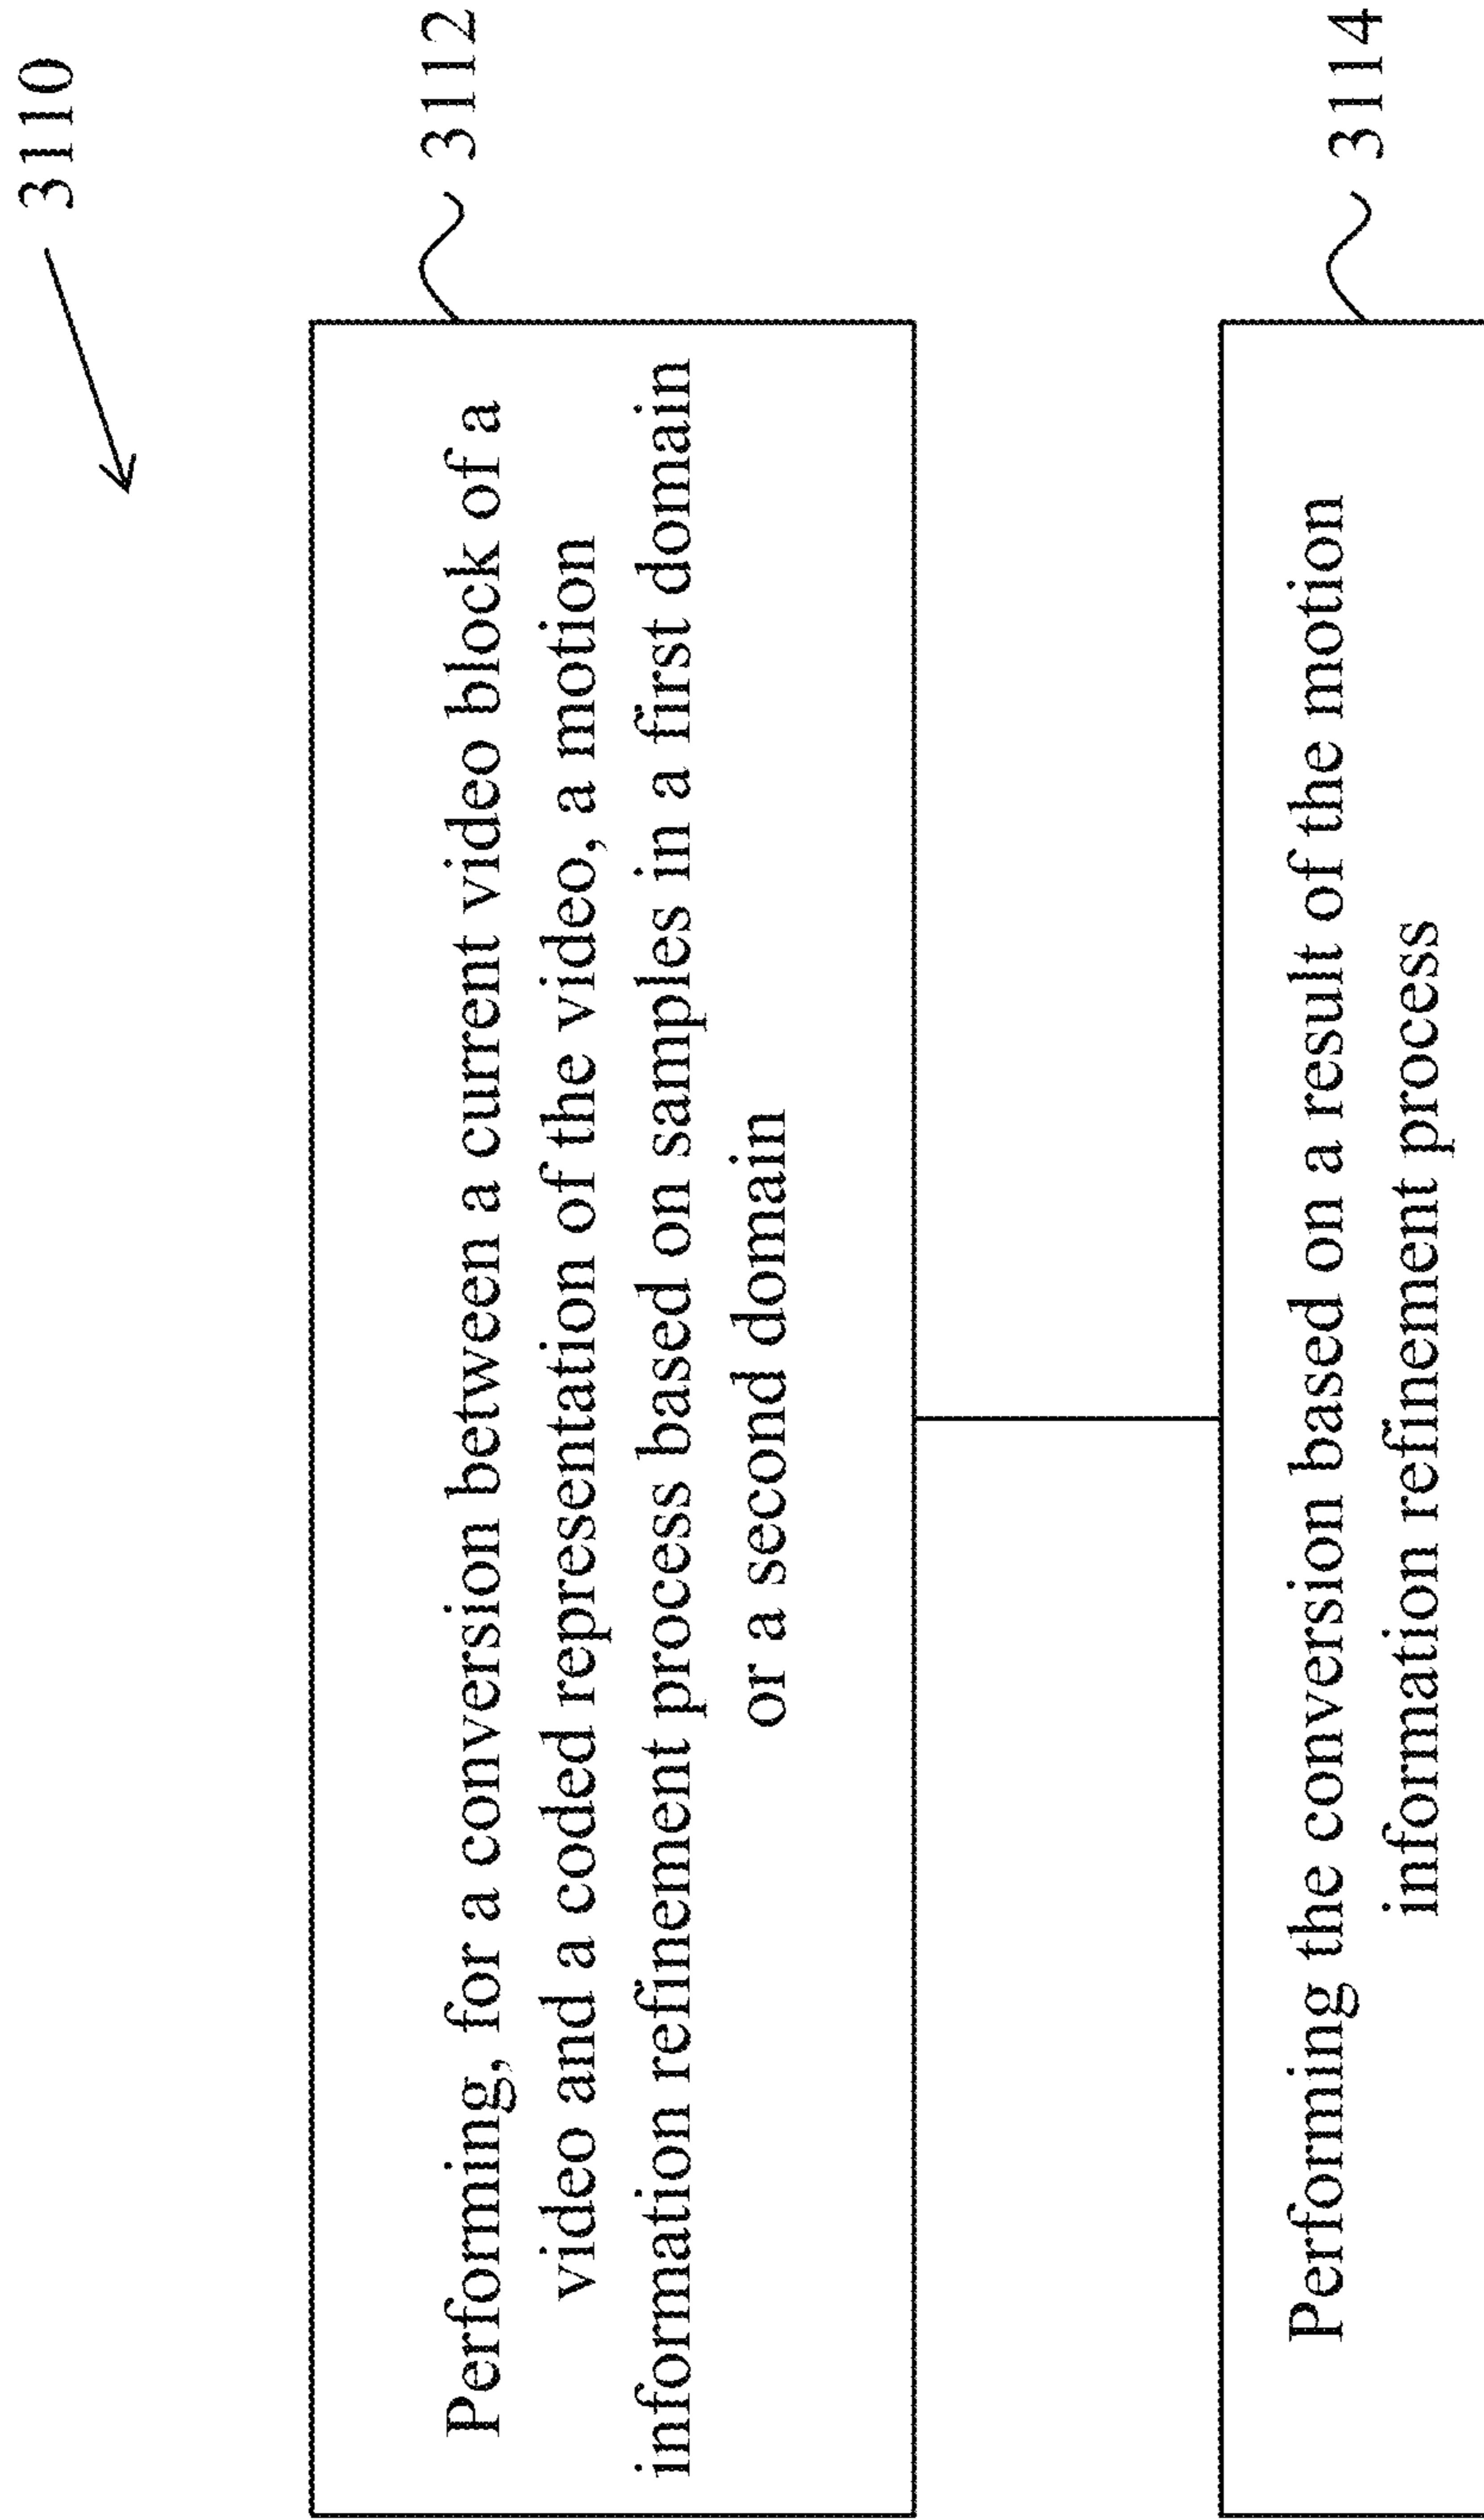 3110
Performing, for a conversion between a current video block of a
video and a coded representation of the video, a motion
information refinement process based on samples in a first domain
or a second domain
3112
Performing the conversion based on a result of the motion
information refinement process
3114